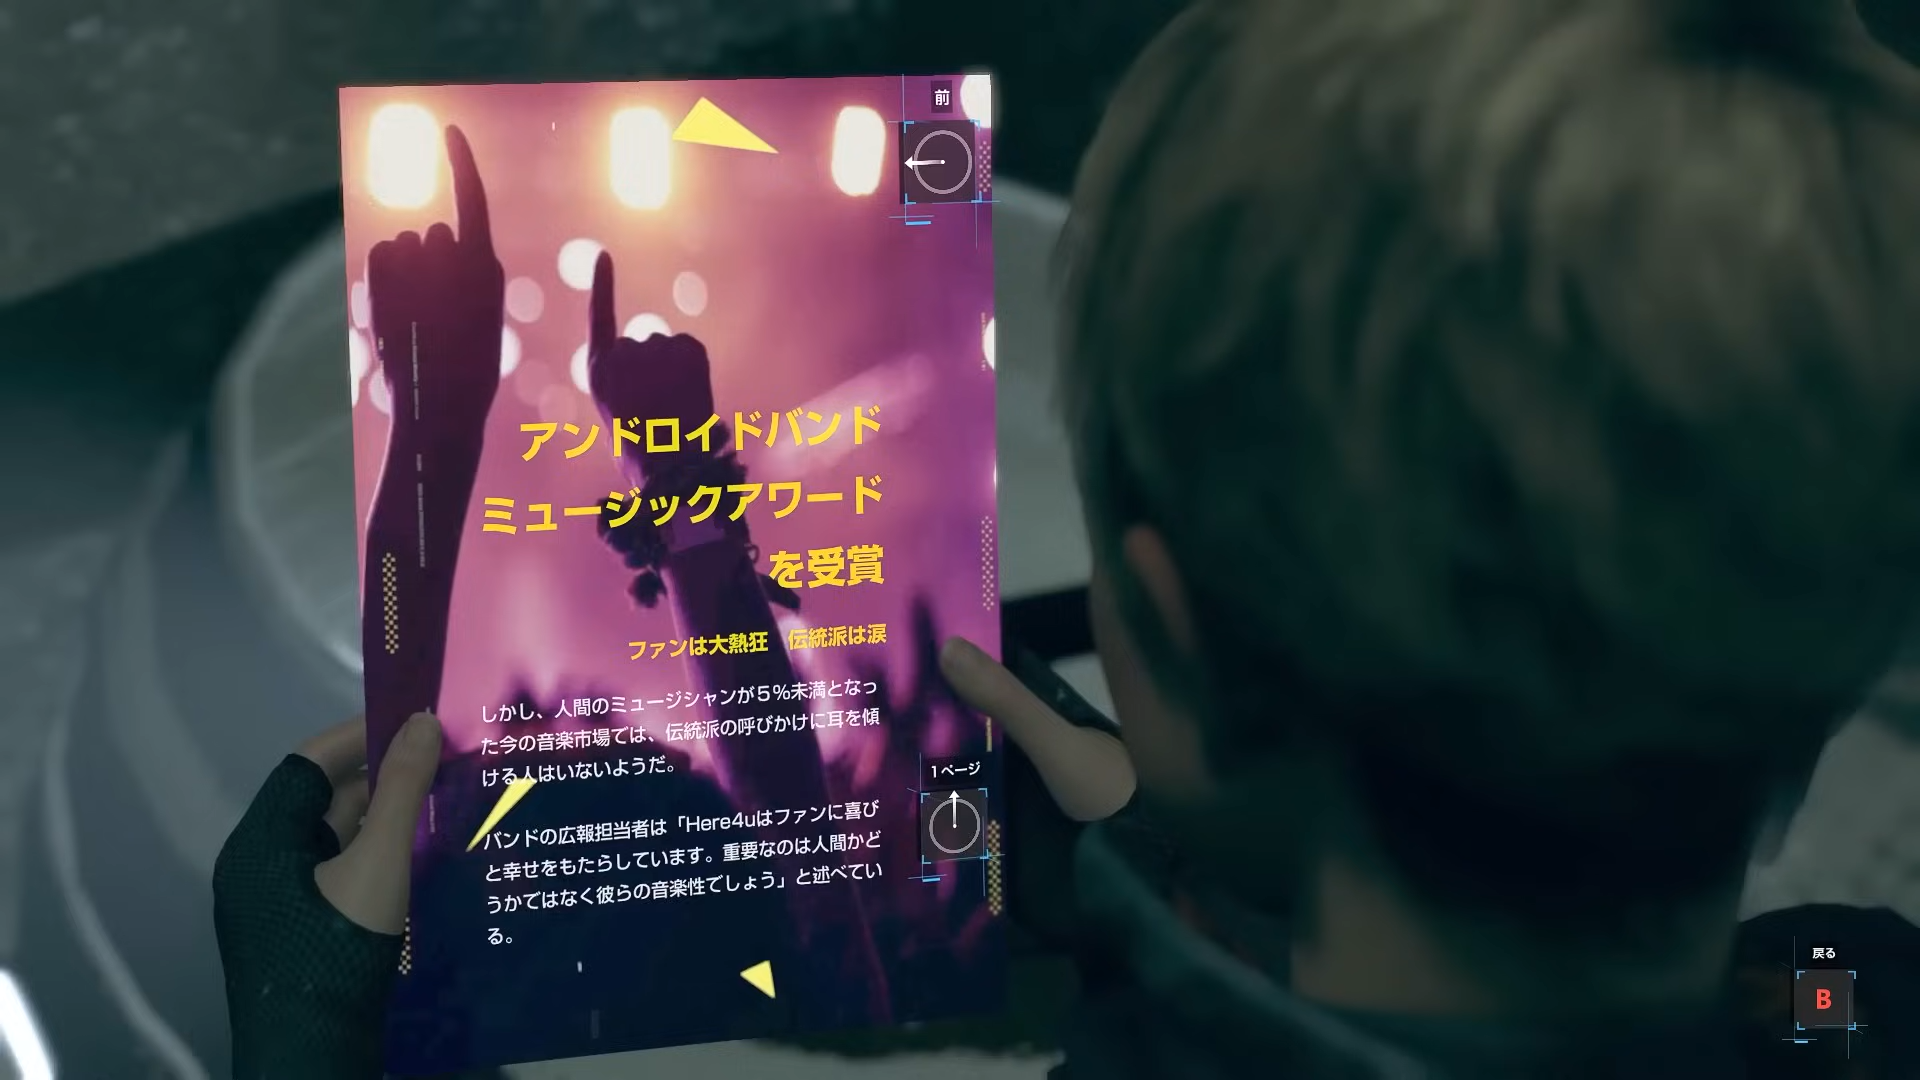 前
アンドロイドバンド
ミュージックアワード
を受賞
ファンは大熱狂　伝統派は涙
しかし、人間のミュージシャンが５％未満となっ
た今の音楽市場では、伝統派の呼びかけに耳を傾
ける人はいないようだ。
1ページ
バンドの広報担当者は「Here4uはファンに喜び
と幸せをもたらしています。重要なのは人間かど
うかではなく彼らの音楽性でしょう」と述べてい
る。
戻る
B